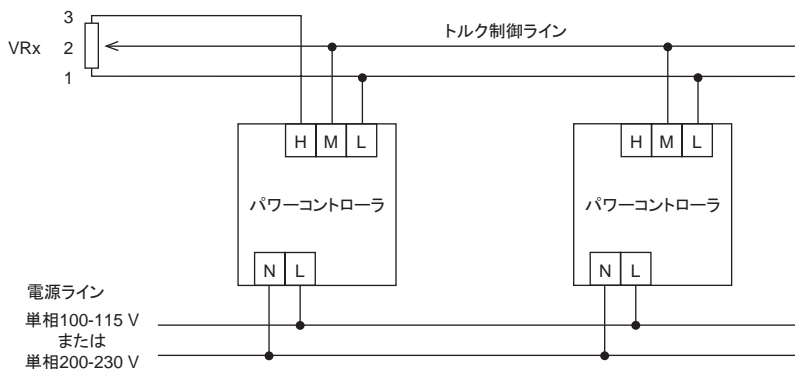 3
トルク制御ライン
VRx
2
1
H M L
H M L
パワーコントローラ
パワーコントローラ
N L
N L
電源ライン
単相100-115 V
または
単相200-230 V